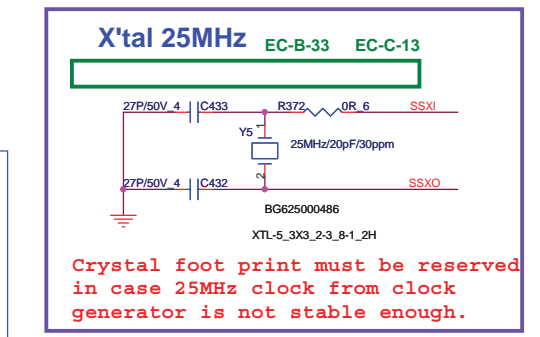 X'tal 25MHz EC-B-33 EC-C-13
27P/50V_4 C433 R372 0R_6 SSXI
1
Y5
25MHz/20pF/30ppm
2
27P/50V_4 C432 SSXO
BG625000486
XTL-5_3X3_2-3_8-1_2H
Crystal foot print must be reserved
in case 25MHz clock from clock
generator is not stable enough.